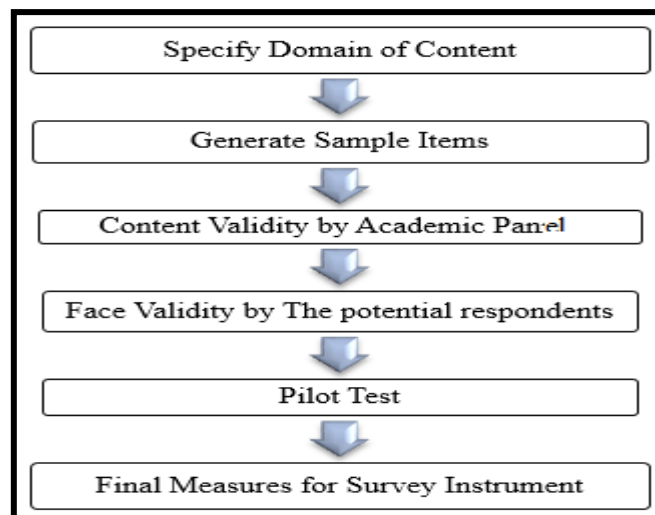 Specify Domain of Content
Generate Sample Items
Content Validity by Academic Panel
Face Validity by The potential respondents
Pilot Test
Final Measures for Survey Instrument